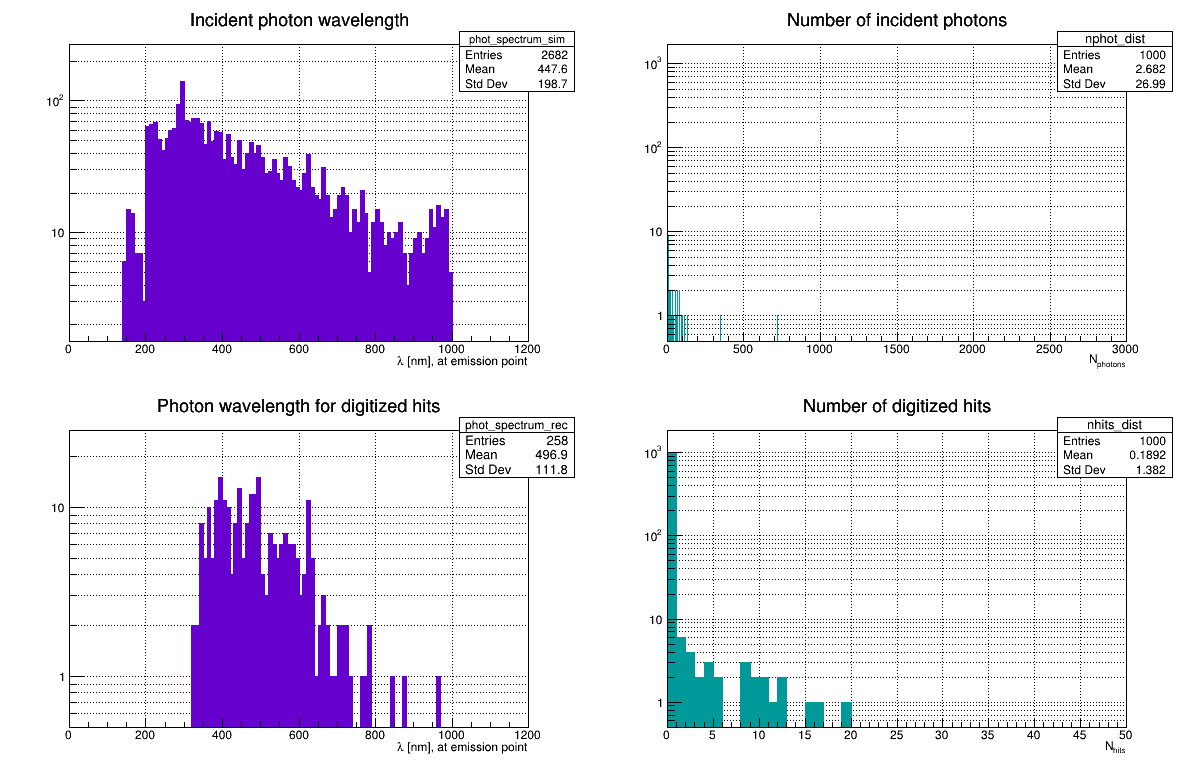 Incident photon wavelength
phot_spectrum_sim
Entries 2682
Mean 447.6
Std Dev 198.7
10²
10
0 200 400 600 800 1000 1200
λ [nm], at emission point
Number of incident photons
nphot_dist
Entries 1000
Mean 2.682
Std Dev 26.99
10³
10²
10
1
0 500 1000 1500 2000 2500 3000
N_photons
Photon wavelength for digitized hits
phot_spectrum_rec
Entries 258
Mean 496.9
Std Dev 111.8
10
1
0 200 400 600 800 1000 1200
λ [nm], at emission point
Number of digitized hits
nhits_dist
Entries 1000
Mean 0.1892
Std Dev 1.382
10³
10²
10
1
0 5 10 15 20 25 30 35 40 45 50
N_hits